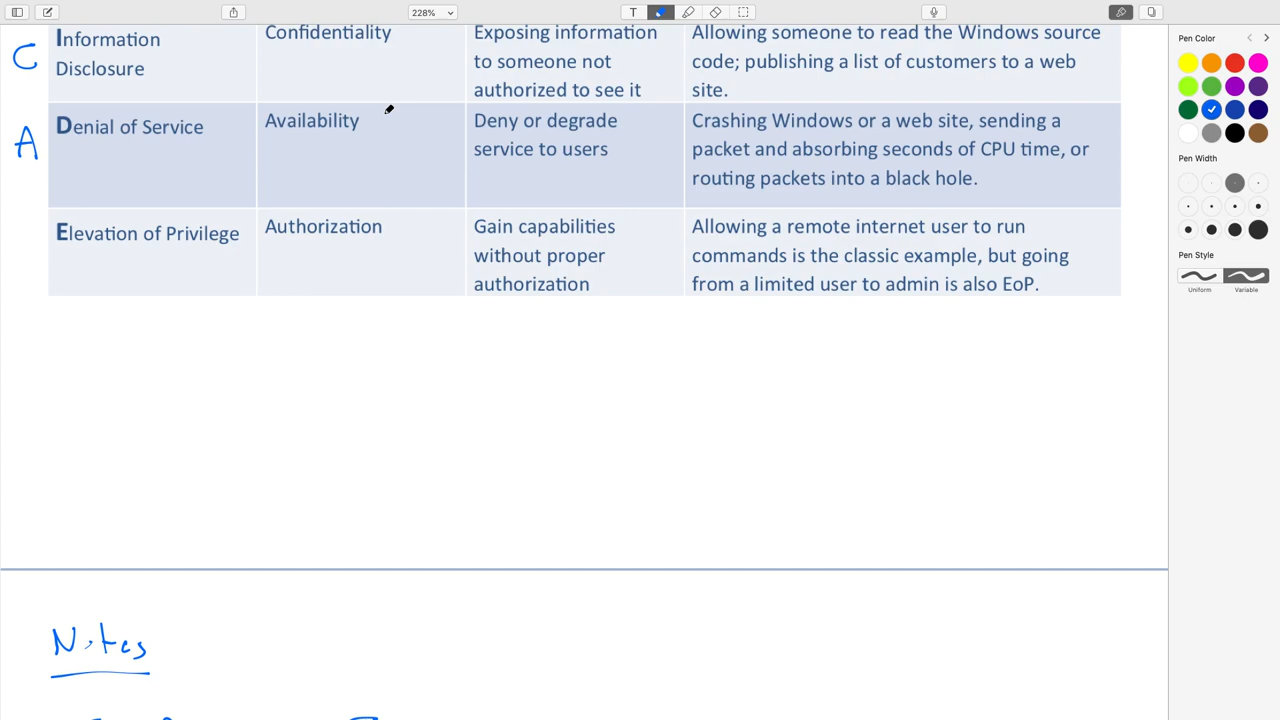 228%
T
C
Information
Disclosure
Confidentiality
Exposing information
to someone not
authorized to see it
Allowing someone to read the Windows source
code; publishing a list of customers to a web
site.
A
Denial of Service
Availability
Deny or degrade
service to users
Crashing Windows or a web site, sending a
packet and absorbing seconds of CPU time, or
routing packets into a black hole.
Elevation of Privilege
Authorization
Gain capabilities
without proper
authorization
Allowing a remote internet user to run
commands is the classic example, but going
from a limited user to admin is also EoP.
Notes
Pen Color
Pen Width
Pen Style
Uniform
Variable